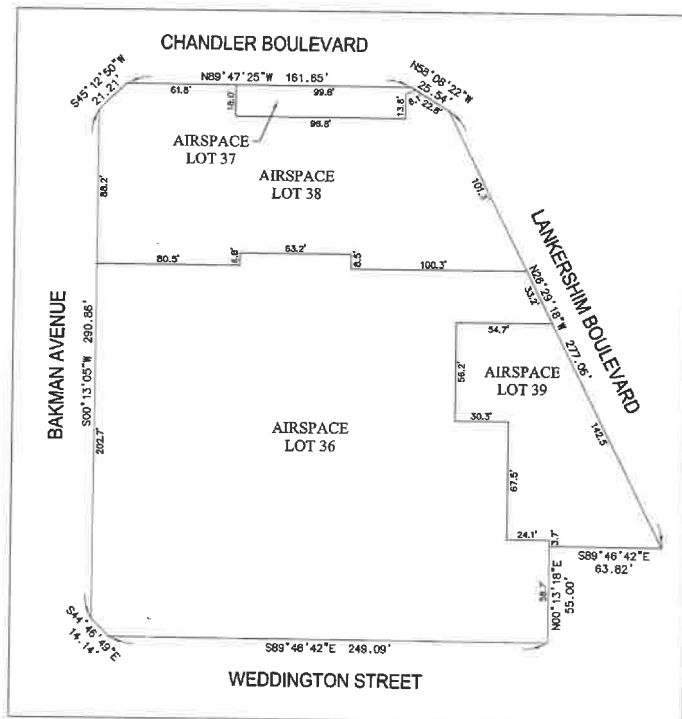 CHANDLER BOULEVARD
S45°12'50"W
21.21'
N89°47'25"W 161.65'
N58°08'22"W
25.54'
61.8'
99.6'
18.0'
13.8'
22.8'
96.8'
AIRSPACE
LOT 37
AIRSPACE
LOT 38
88.2'
101.3
LANKERSHIM BOULEVARD
80.5'
63.2'
8.5'
100.3'
N26°29'18"W 277.06'
33.2'
BAKMAN AVENUE
S00°13'05"W 290.86'
54.7'
56.2'
AIRSPACE
LOT 39
30.3'
AIRSPACE
LOT 36
142.5
202.7'
67.5'
24.1'
3.7'
S89°46'42"E
63.82'
58.7'
N00°13'18"E
55.00'
S44°46'49"E
14.14'
S89°46'42"E 249.09'
WEDDINGTON STREET